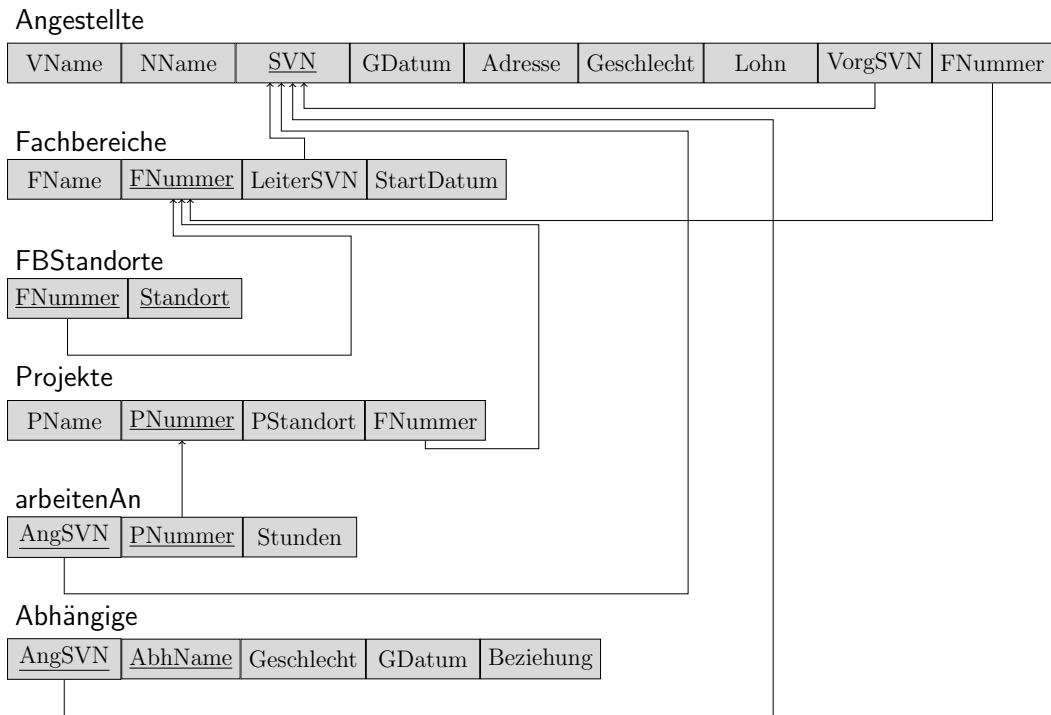 Angestellte
VName NName SVN GDatum Adresse Geschlecht Lohn VorgSVN FNummer
Fachbereiche
FName FNummer LeiterSVN StartDatum
FBStandorte
FNummer Standort
Projekte
PName PNummer PStandort FNummer
arbeitenAn
AngSVN PNummer Stunden
Abhängige
AngSVN AbhName Geschlecht GDatum Beziehung